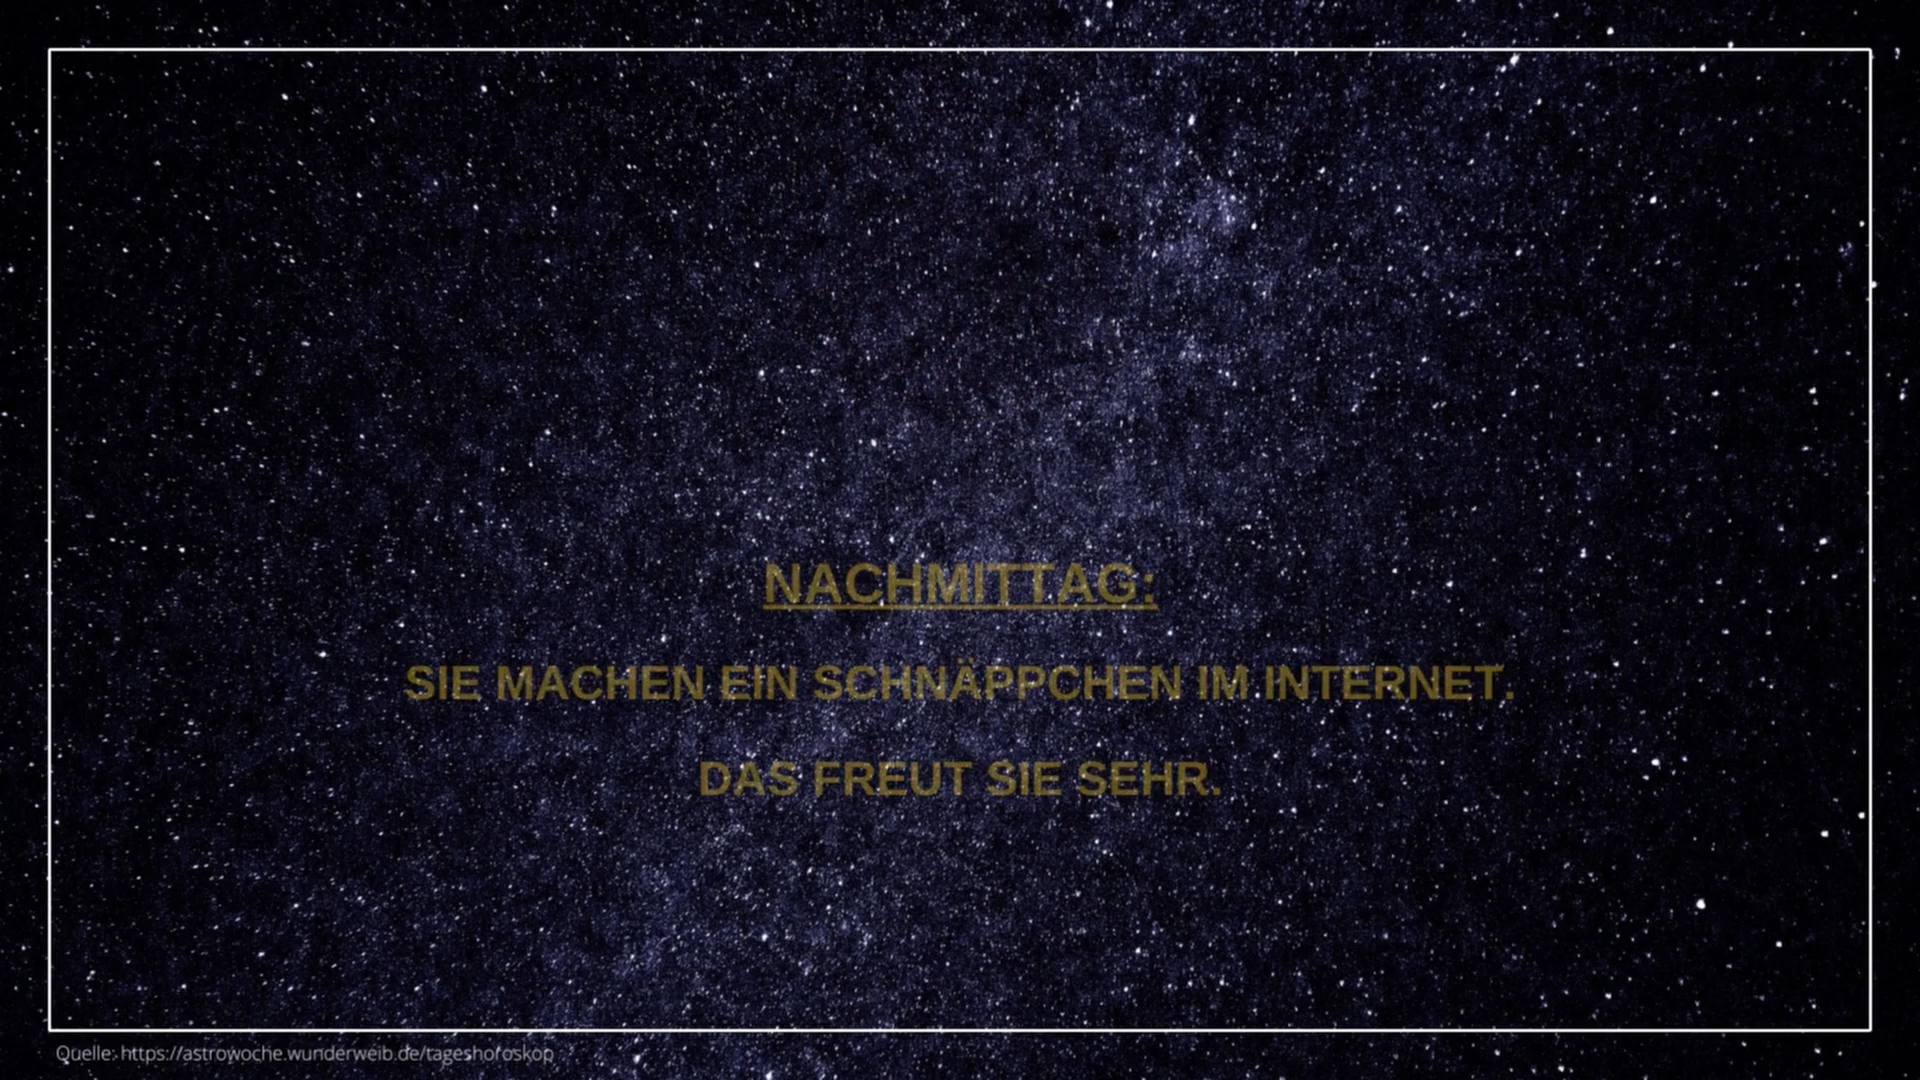 NACHMITTAG:
SIE MACHEN EIN SCHNÄPPCHEN IM INTERNET.
DAS FREUT SIE SEHR.
Quelle: https://astrowoche.wunderweib.de/tageshoroskop